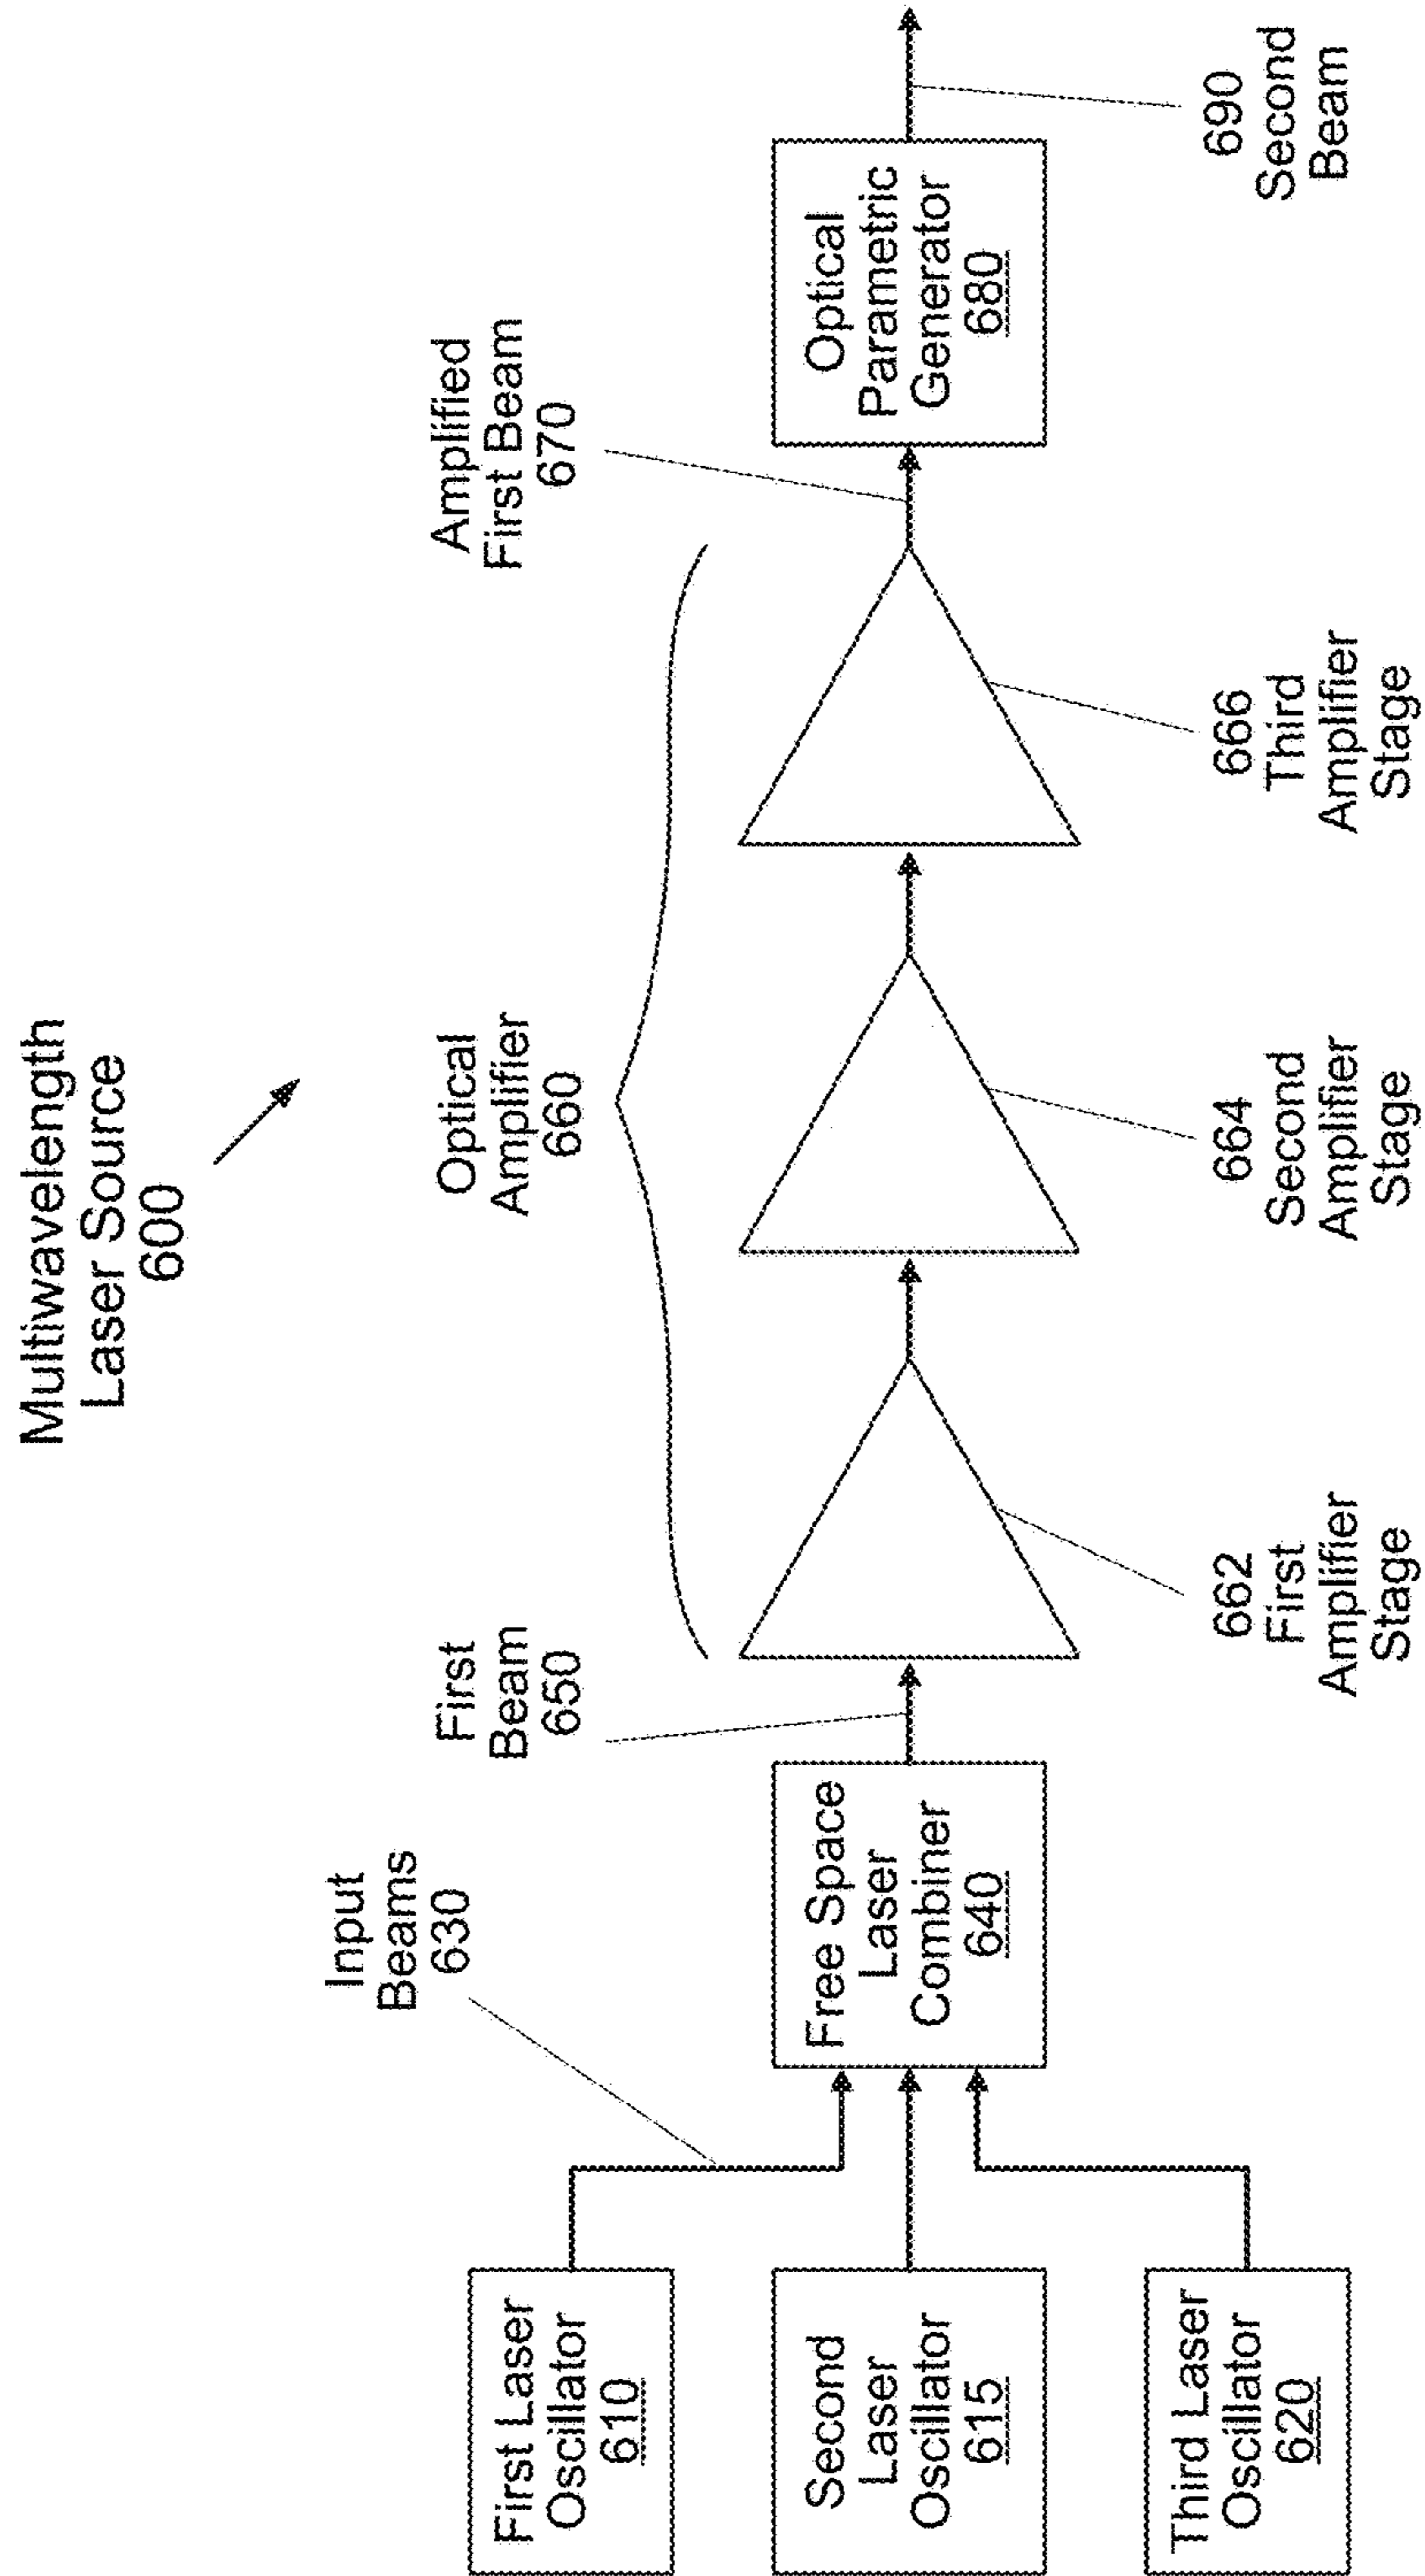 Multiwavelength
Laser Source
600
Input
Beams
630
First
Beam
650
Optical
Amplifier
660
Amplified
First Beam
670
First Laser
Oscillator
610
Second
Laser
Oscillator
615
Third Laser
Oscillator
620
Free Space
Laser
Combiner
640
Optical
Parametric
Generator
680
662
First
Amplifier
Stage
664
Second
Amplifier
Stage
666
Third
Amplifier
Stage
690
Second
Beam